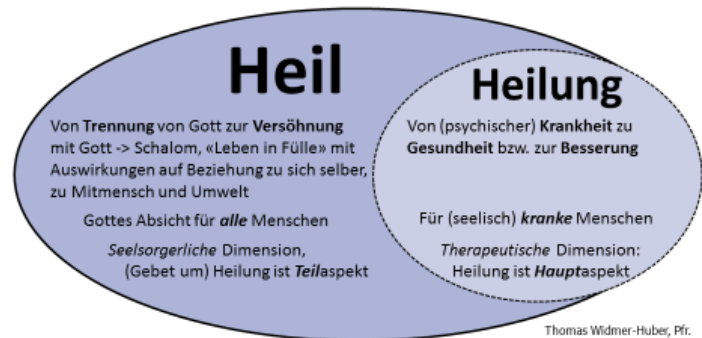 Heil
Von Trennung von Gott zur Versöhnung
mit Gott -> Schalom, «Leben in Fülle» mit
Auswirkungen auf Beziehung zu sich selber,
zu Mitmensch und Umwelt
Gottes Absicht für alle Menschen
Seelsorgerliche Dimension,
(Gebet um) Heilung ist Teilaspekt
Heilung
Von (psychischer) Krankheit zu
Gesundheit bzw. zur Besserung
Für (seelisch) kranke Menschen
Therapeutische Dimension:
Heilung ist Hauptaspekt
Thomas Widmer-Huber, Pfr.